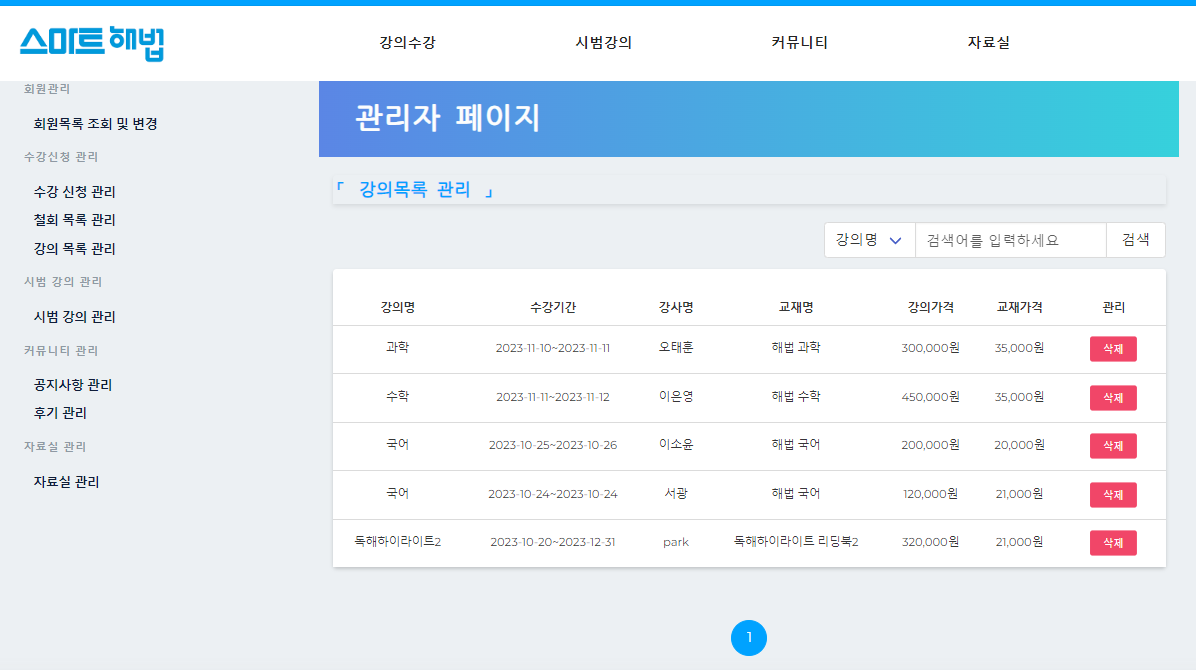 스마트해법
강의수강 시범강의 커뮤니티 자료실
회원관리
회원목록 조회 및 변경
수강신청 관리
수강 신청 관리
철회 목록 관리
강의 목록 관리
시범 강의 관리
시범 강의 관리
커뮤니티 관리
공지사항 관리
후기 관리
자료실 관리
자료실 관리
관리자 페이지
「 강의목록 관리 」
강의명 검색어를 입력하세요 검색
강의명 수강기간 강사명 교재명 강의가격 교재가격 관리
과학 2023-11-10~2023-11-11 오태훈 해법 과학 300,000원 35,000원 삭제
수학 2023-11-11~2023-11-12 이은영 해법 수학 450,000원 35,000원 삭제
국어 2023-10-25~2023-10-26 이소윤 해법 국어 200,000원 20,000원 삭제
국어 2023-10-24~2023-10-24 서광 해법 국어 120,000원 21,000원 삭제
독해하이라이트2 2023-10-20~2023-12-31 park 독해하이라이트 리딩북2 320,000원 21,000원 삭제
1